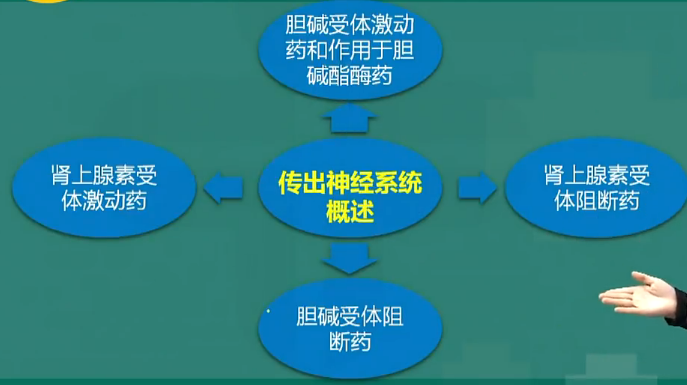 胆碱受体激动
药和作用于胆
碱酯酶药
肾上腺素受
体激动药
传出神经系统
概述
肾上腺素受
体阻断药
胆碱受体阻
断药